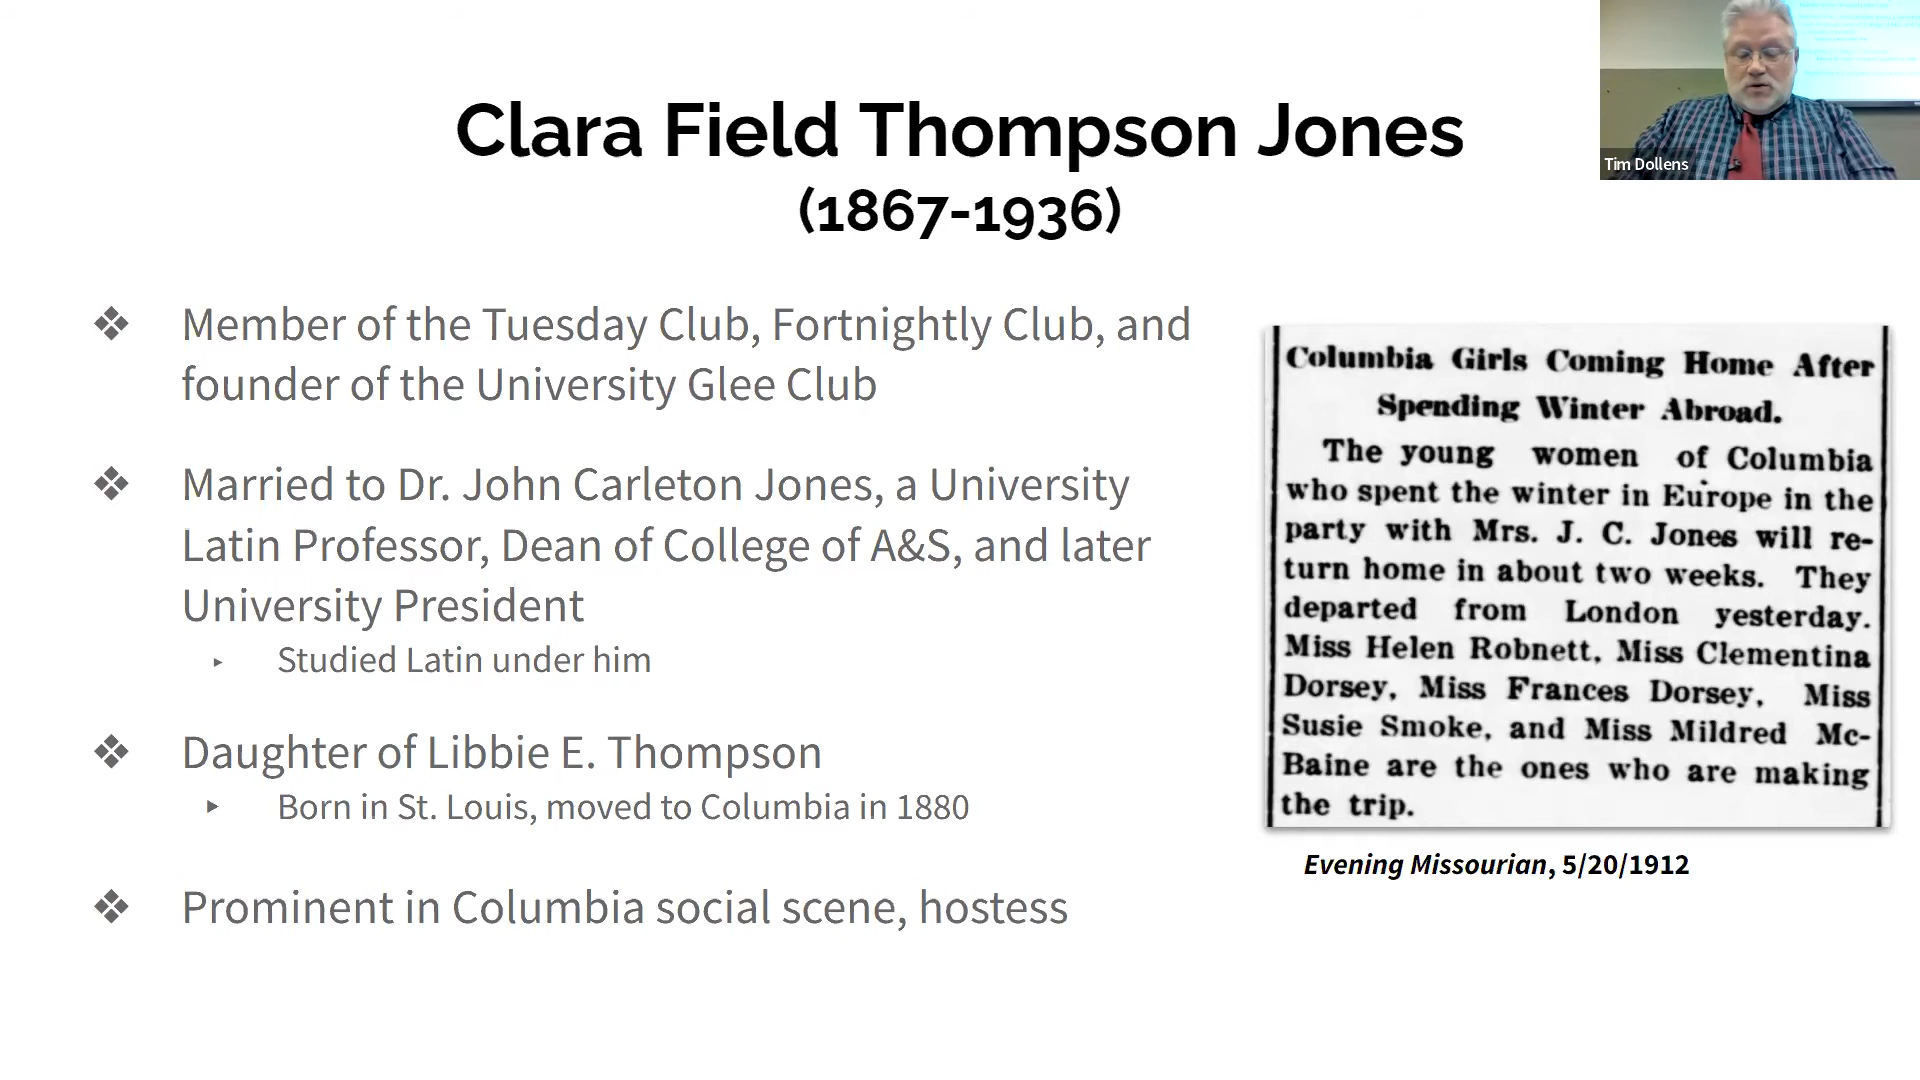 Clara Field Thompson Jones
(1867-1936)
Tim Dollens
❖ Member of the Tuesday Club, Fortnightly Club, and
founder of the University Glee Club
❖ Married to Dr. John Carleton Jones, a University
Latin Professor, Dean of College of A&S, and later
University President
▸ Studied Latin under him
❖ Daughter of Libbie E. Thompson
▸ Born in St. Louis, moved to Columbia in 1880
❖ Prominent in Columbia social scene, hostess
Columbia Girls Coming Home After
Spending Winter Abroad.
The young women of Columbia
who spent the winter in Europe in the
party with Mrs. J. C. Jones will re-
turn home in about two weeks. They
departed from London yesterday.
Miss Helen Robnett, Miss Clementina
Dorsey, Miss Frances Dorsey, Miss
Susie Smoke, and Miss Mildred Mc-
Baine are the ones who are making
the trip.
Evening Missourian, 5/20/1912